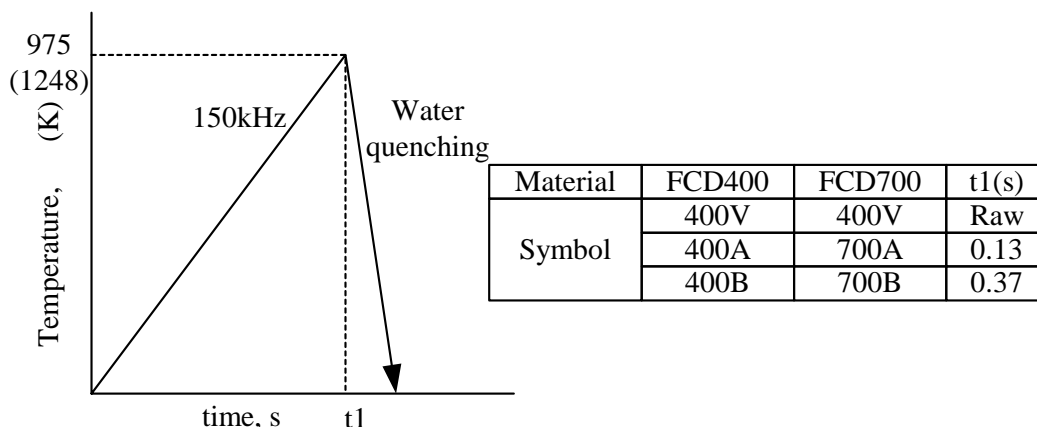 975
(1248)
Temperature, (K)
150kHz
Water
quenching
time, s t1
Material FCD400 FCD700 t1(s)
Symbol
400V 400V Raw
400A 700A 0.13
400B 700B 0.37